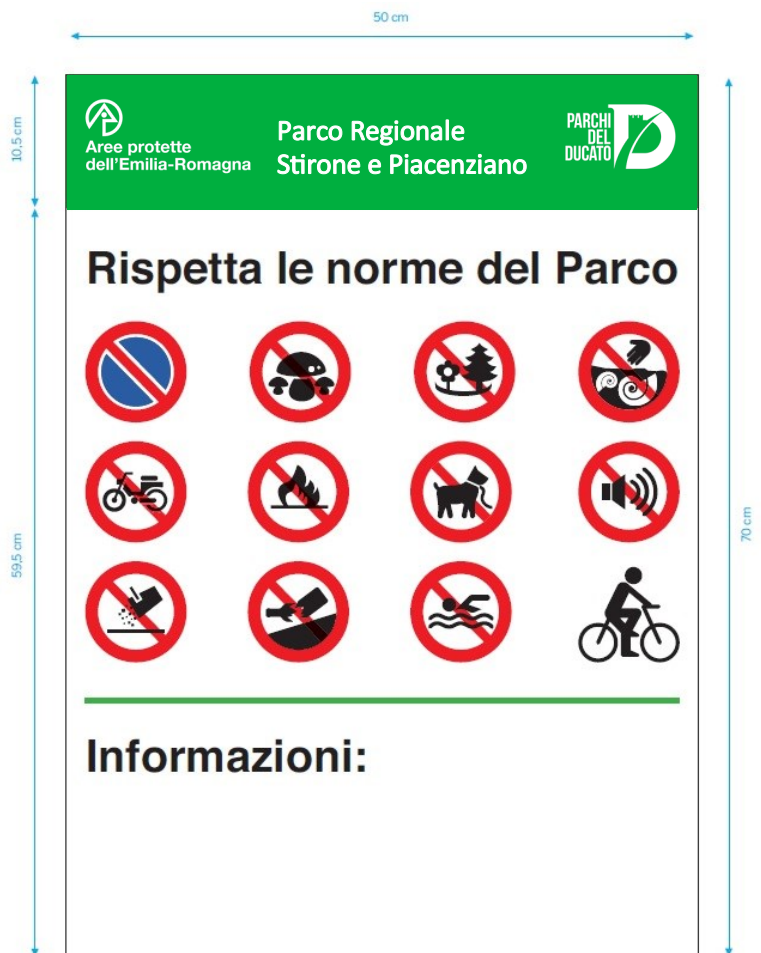 50 cm
10,5 cm
Aree protette
dell'Emilia-Romagna
Parco Regionale
Stirone e Piacenziano
PARCHI
DEL
DUCATO
Rispetta le norme del Parco
59,5 cm
70 cm
Informazioni: